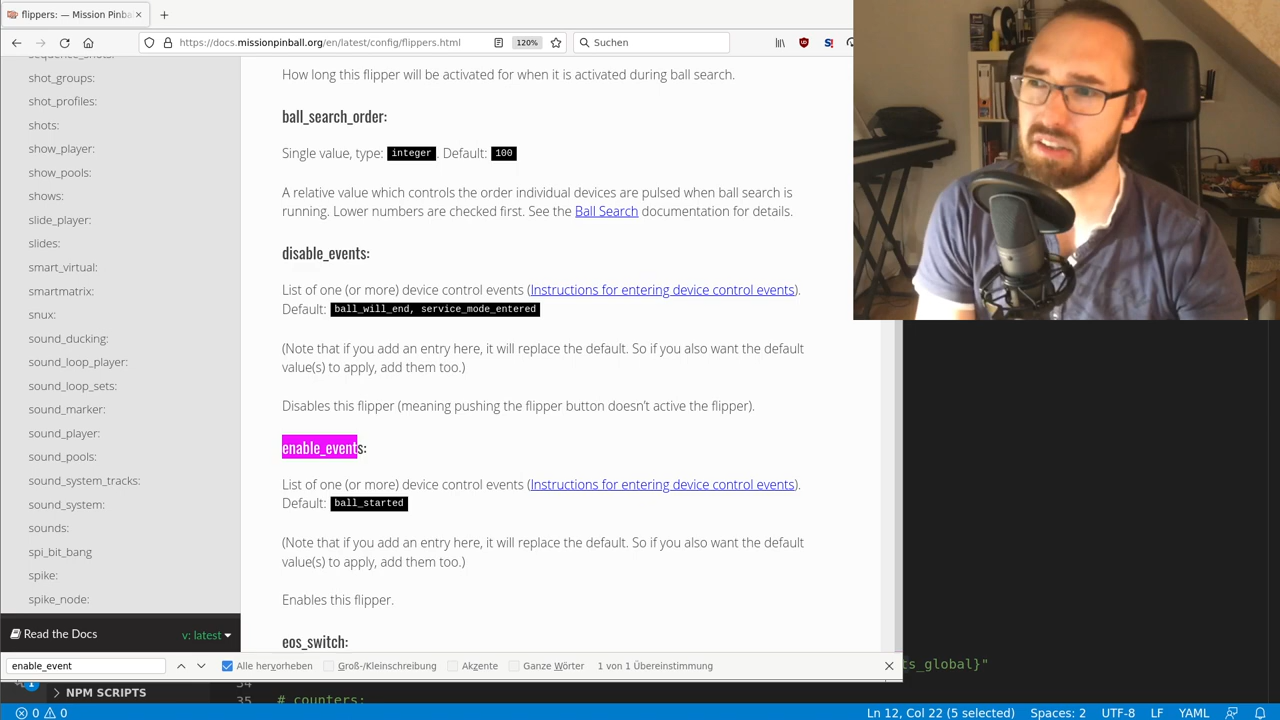 flippers: — Mission Pinba
https://docs.missionpinball.org/en/latest/config/flippers.html
120%
Suchen
shot_groups:
shot_profiles:
shots:
show_player:
show_pools:
shows:
slide_player:
slides:
smart_virtual:
smartmatrix:
snux:
sound_ducking:
sound_loop_player:
sound_loop_sets:
sound_marker:
sound_player:
sound_pools:
sound_system_tracks:
sound_system:
sounds:
spi_bit_bang
spike:
spike_node:
Read the Docs
v: latest
How long this flipper will be activated for when it is activated during ball search.
ball_search_order:
Single value, type: integer. Default: 100
A relative value which controls the order individual devices are pulsed when ball search is
running. Lower numbers are checked first. See the Ball Search documentation for details.
disable_events:
List of one (or more) device control events (Instructions for entering device control events).
Default: ball_will_end, service_mode_entered
(Note that if you add an entry here, it will replace the default. So if you also want the default
value(s) to apply, add them too.)
Disables this flipper (meaning pushing the flipper button doesn't active the flipper).
enable_events:
List of one (or more) device control events (Instructions for entering device control events).
Default: ball_started
(Note that if you add an entry here, it will replace the default. So if you also want the default
value(s) to apply, add them too.)
Enables this flipper.
eos_switch:
enable_event
Alle hervorheben
Groß-/Kleinschreibung
Akzente
Ganze Wörter
1 von 1 Übereinstimmung
ts_global}"
34
NPM SCRIPTS
35 # counters:
0 0
Ln 12, Col 22 (5 selected)
Spaces: 2
UTF-8
LF
YAML